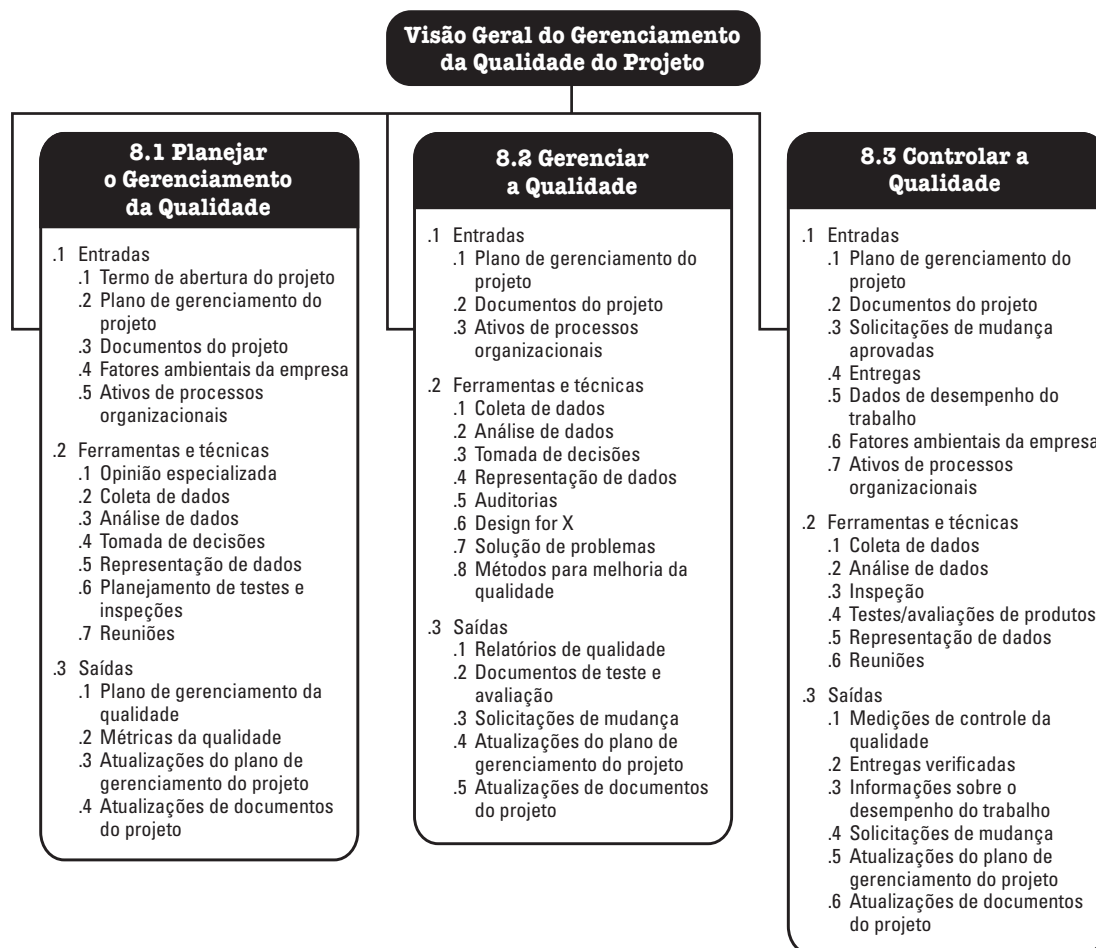 Visão Geral do Gerenciamento
da Qualidade do Projeto
8.1 Planejar
o Gerenciamento
da Qualidade
.1 Entradas
.1 Termo de abertura do projeto
.2 Plano de gerenciamento do
projeto
.3 Documentos do projeto
.4 Fatores ambientais da empresa
.5 Ativos de processos
organizacionais
.2 Ferramentas e técnicas
.1 Opinião especializada
.2 Coleta de dados
.3 Análise de dados
.4 Tomada de decisões
.5 Representação de dados
.6 Planejamento de testes e
inspeções
.7 Reuniões
.3 Saídas
.1 Plano de gerenciamento da
qualidade
.2 Métricas da qualidade
.3 Atualizações do plano de
gerenciamento do projeto
.4 Atualizações de documentos
do projeto
8.2 Gerenciar
a Qualidade
.1 Entradas
.1 Plano de gerenciamento do
projeto
.2 Documentos do projeto
.3 Ativos de processos
organizacionais
.2 Ferramentas e técnicas
.1 Coleta de dados
.2 Análise de dados
.3 Tomada de decisões
.4 Representação de dados
.5 Auditorias
.6 Design for X
.7 Solução de problemas
.8 Métodos para melhoria da
qualidade
.3 Saídas
.1 Relatórios de qualidade
.2 Documentos de teste e
avaliação
.3 Solicitações de mudança
.4 Atualizações do plano de
gerenciamento do projeto
.5 Atualizações de documentos
do projeto
8.3 Controlar a
Qualidade
.1 Entradas
.1 Plano de gerenciamento do
projeto
.2 Documentos do projeto
.3 Solicitações de mudança
aprovadas
.4 Entregas
.5 Dados de desempenho do
trabalho
.6 Fatores ambientais da empresa
.7 Ativos de processos
organizacionais
.2 Ferramentas e técnicas
.1 Coleta de dados
.2 Análise de dados
.3 Inspeção
.4 Testes/avaliações de produtos
.5 Representação de dados
.6 Reuniões
.3 Saídas
.1 Medições de controle da
qualidade
.2 Entregas verificadas
.3 Informações sobre o
desempenho do trabalho
.4 Solicitações de mudança
.5 Atualizações do plano de
gerenciamento do projeto
.6 Atualizações de documentos
do projeto